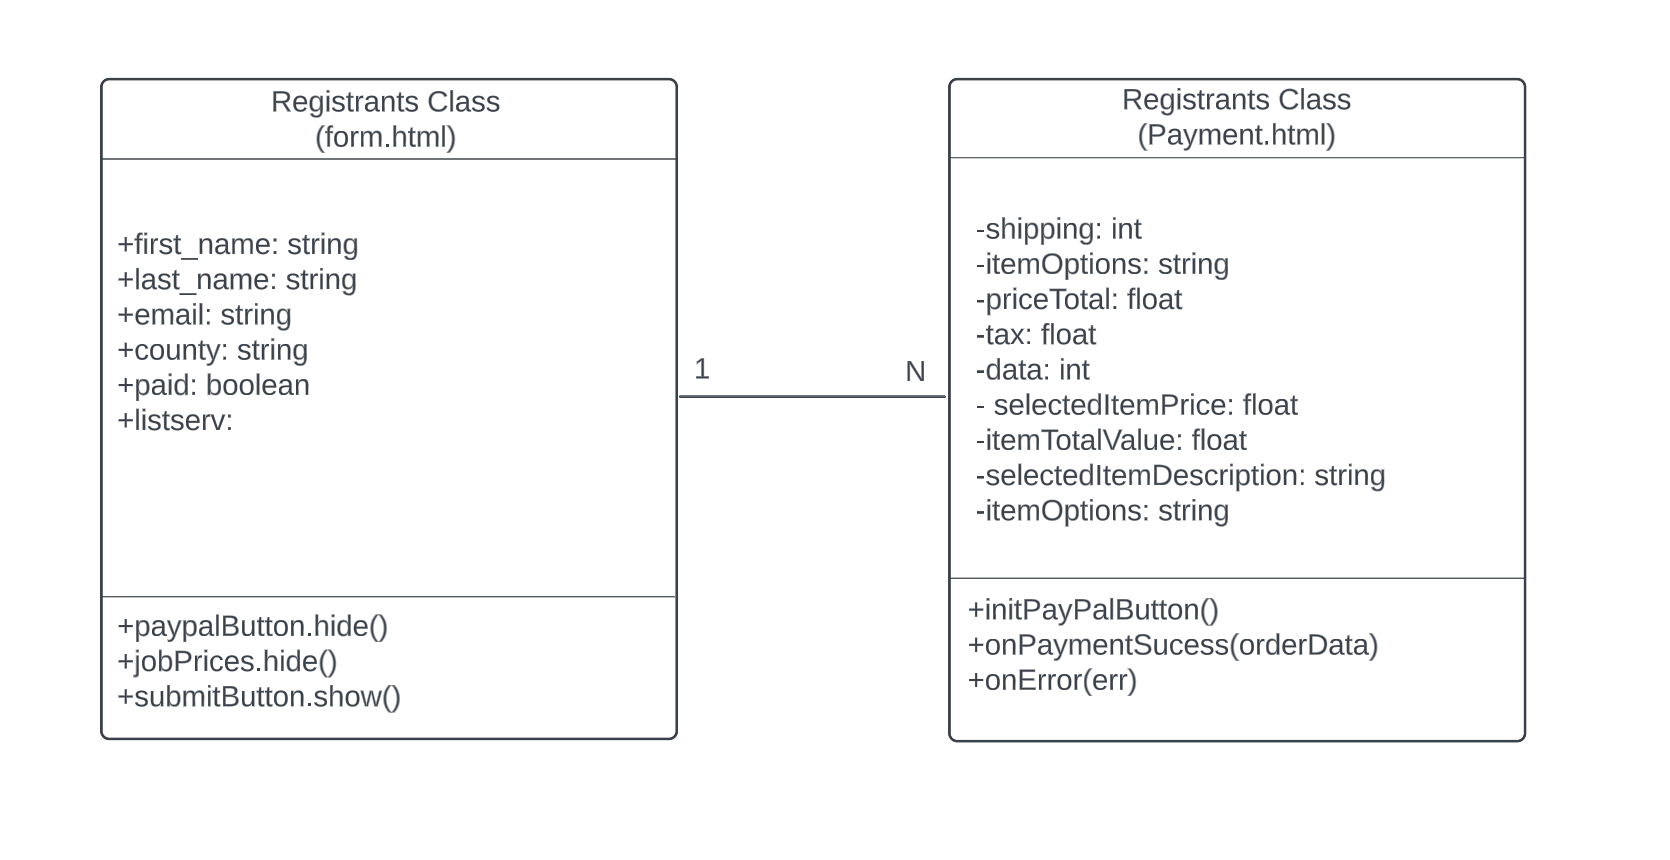 Registrants Class
(form.html)
+first_name: string
+last_name: string
+email: string
+county: string
+paid: boolean
+listserv:
+paypalButton.hide()
+jobPrices.hide()
+submitButton.show()
1
N
Registrants Class
(Payment.html)
-shipping: int
-itemOptions: string
-priceTotal: float
-tax: float
-data: int
- selectedItemPrice: float
-itemTotalValue: float
-selectedItemDescription: string
-itemOptions: string
+initPayPalButton()
+onPaymentSucess(orderData)
+onError(err)